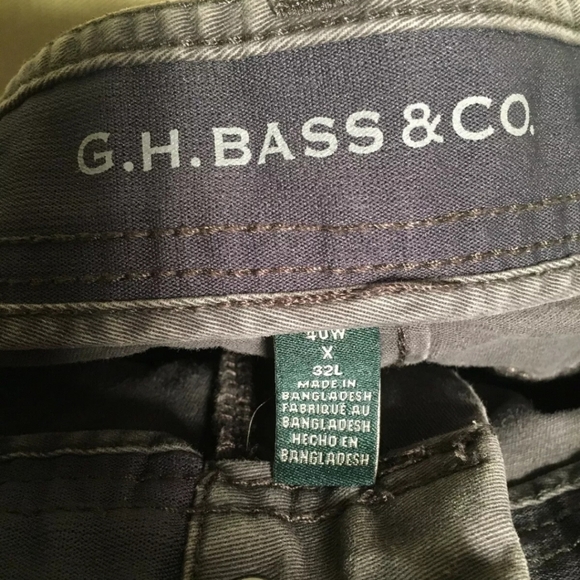 G.H. BASS & CO.
40W
X
32L
MADE IN
BANGLADESH
FABRIQUÉ AU
BANGLADESH
HECHO EN
BANGLADESH